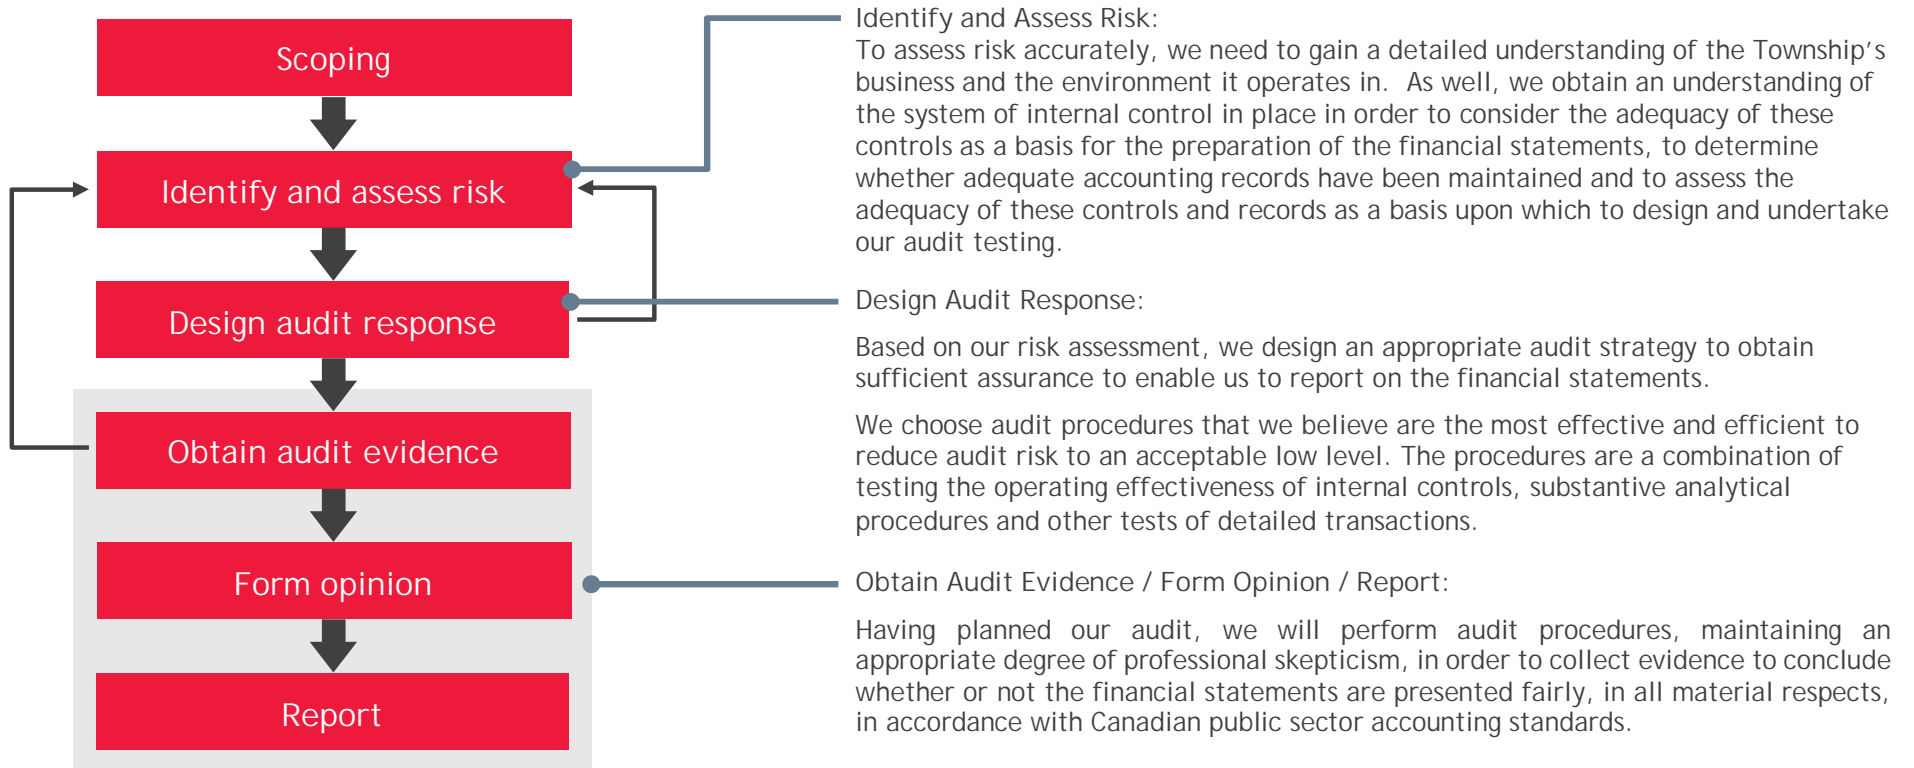 Scoping
Identify and assess risk
Design audit response
Obtain audit evidence
Form opinion
Report
Identify and Assess Risk:
To assess risk accurately, we need to gain a detailed understanding of the Township’s
business and the environment it operates in.  As well, we obtain an understanding of
the system of internal control in place in order to consider the adequacy of these
controls as a basis for the preparation of the financial statements, to determine
whether adequate accounting records have been maintained and to assess the
adequacy of these controls and records as a basis upon which to design and undertake
our audit testing.
Design Audit Response:
Based on our risk assessment, we design an appropriate audit strategy to obtain
sufficient assurance to enable us to report on the financial statements.
We choose audit procedures that we believe are the most effective and efficient to
reduce audit risk to an acceptable low level. The procedures are a combination of
testing the operating effectiveness of internal controls, substantive analytical
procedures and other tests of detailed transactions.
Obtain Audit Evidence / Form Opinion / Report:
Having planned our audit, we will perform audit procedures, maintaining an
appropriate degree of professional skepticism, in order to collect evidence to conclude
whether or not the financial statements are presented fairly, in all material respects,
in accordance with Canadian public sector accounting standards.